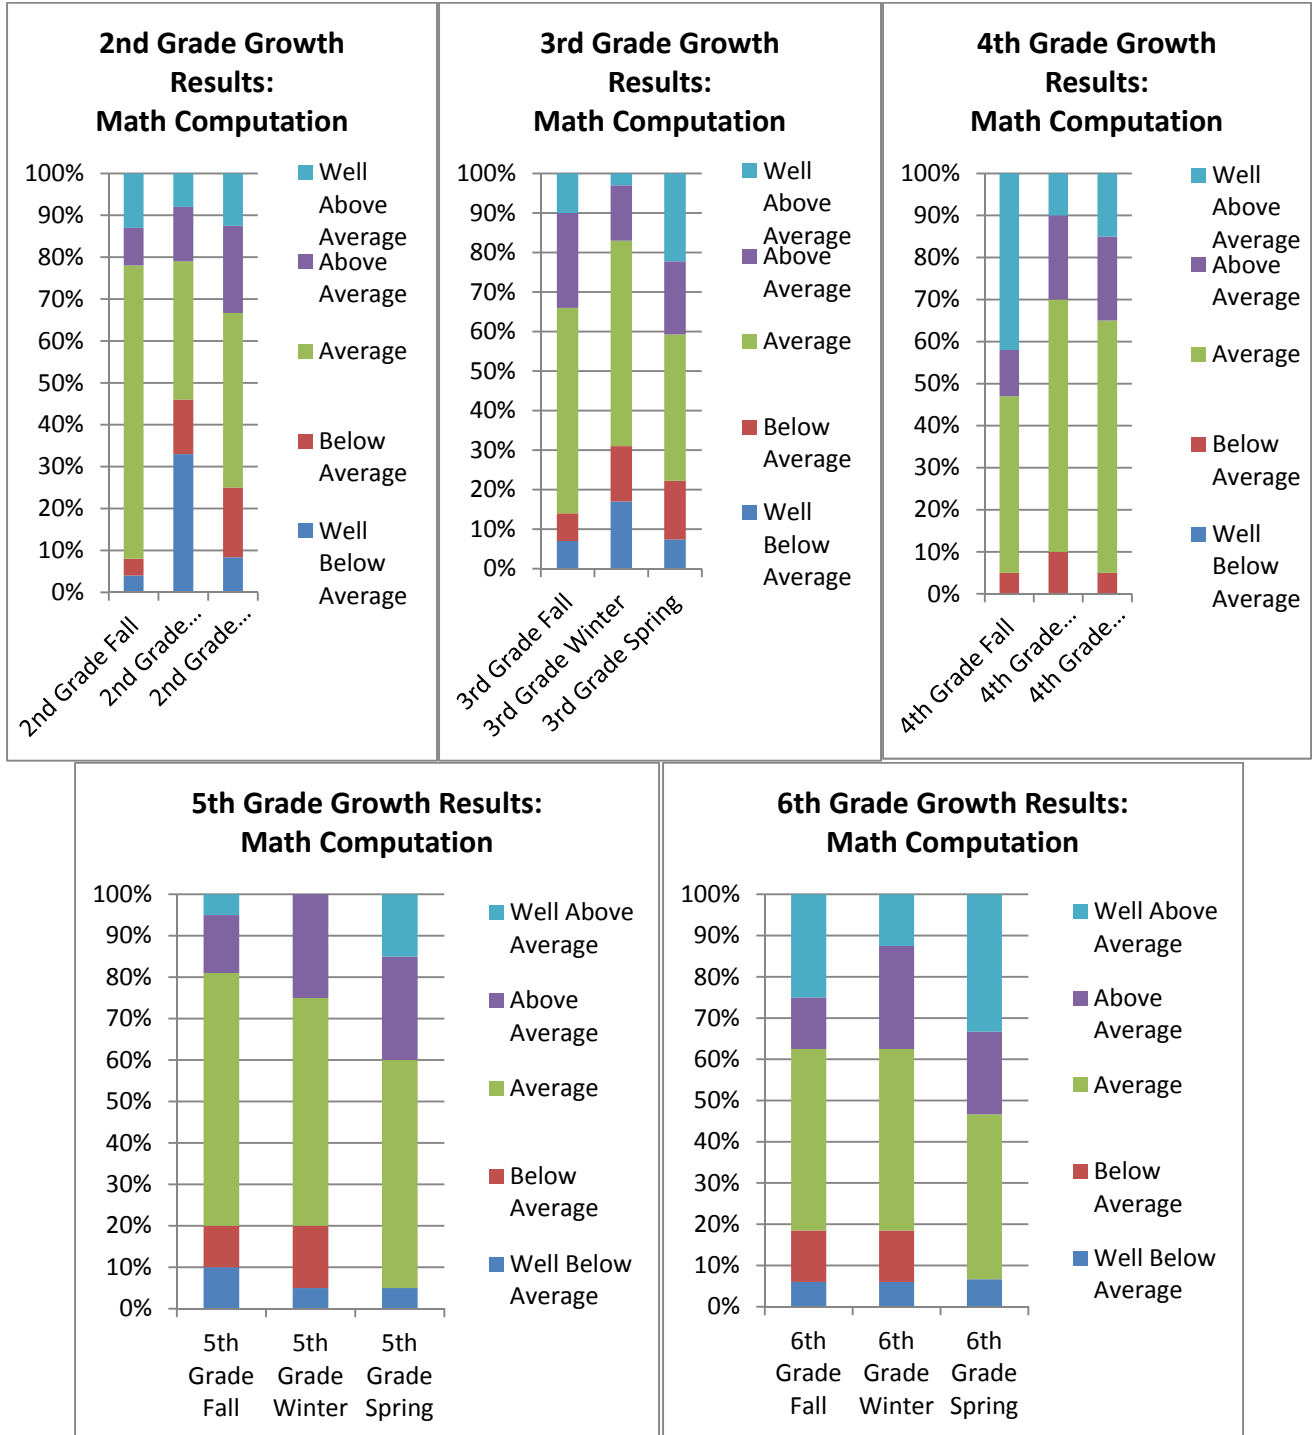 2nd Grade Growth
Results:
Math Computation
100%
90%
80%
70%
60%
50%
40%
30%
20%
10%
0%
2nd Grade Fall
2nd Grade...
2nd Grade...
Well
Above
Average
Above
Average
Average
Below
Average
Well
Below
Average
3rd Grade Growth
Results:
Math Computation
100%
90%
80%
70%
60%
50%
40%
30%
20%
10%
0%
3rd Grade Fall
3rd Grade Winter
3rd Grade Spring
Well
Above
Average
Above
Average
Average
Below
Average
Well
Below
Average
4th Grade Growth
Results:
Math Computation
100%
90%
80%
70%
60%
50%
40%
30%
20%
10%
0%
4th Grade Fall
4th Grade...
4th Grade...
Well
Above
Average
Above
Average
Average
Below
Average
Well
Below
Average
5th Grade Growth Results:
Math Computation
100%
90%
80%
70%
60%
50%
40%
30%
20%
10%
0%
5th
Grade
Fall
5th
Grade
Winter
5th
Grade
Spring
Well Above
Average
Above
Average
Average
Below
Average
Well Below
Average
6th Grade Growth Results:
Math Computation
100%
90%
80%
70%
60%
50%
40%
30%
20%
10%
0%
6th
Grade
Fall
6th
Grade
Winter
6th
Grade
Spring
Well Above
Average
Above
Average
Average
Below
Average
Well Below
Average